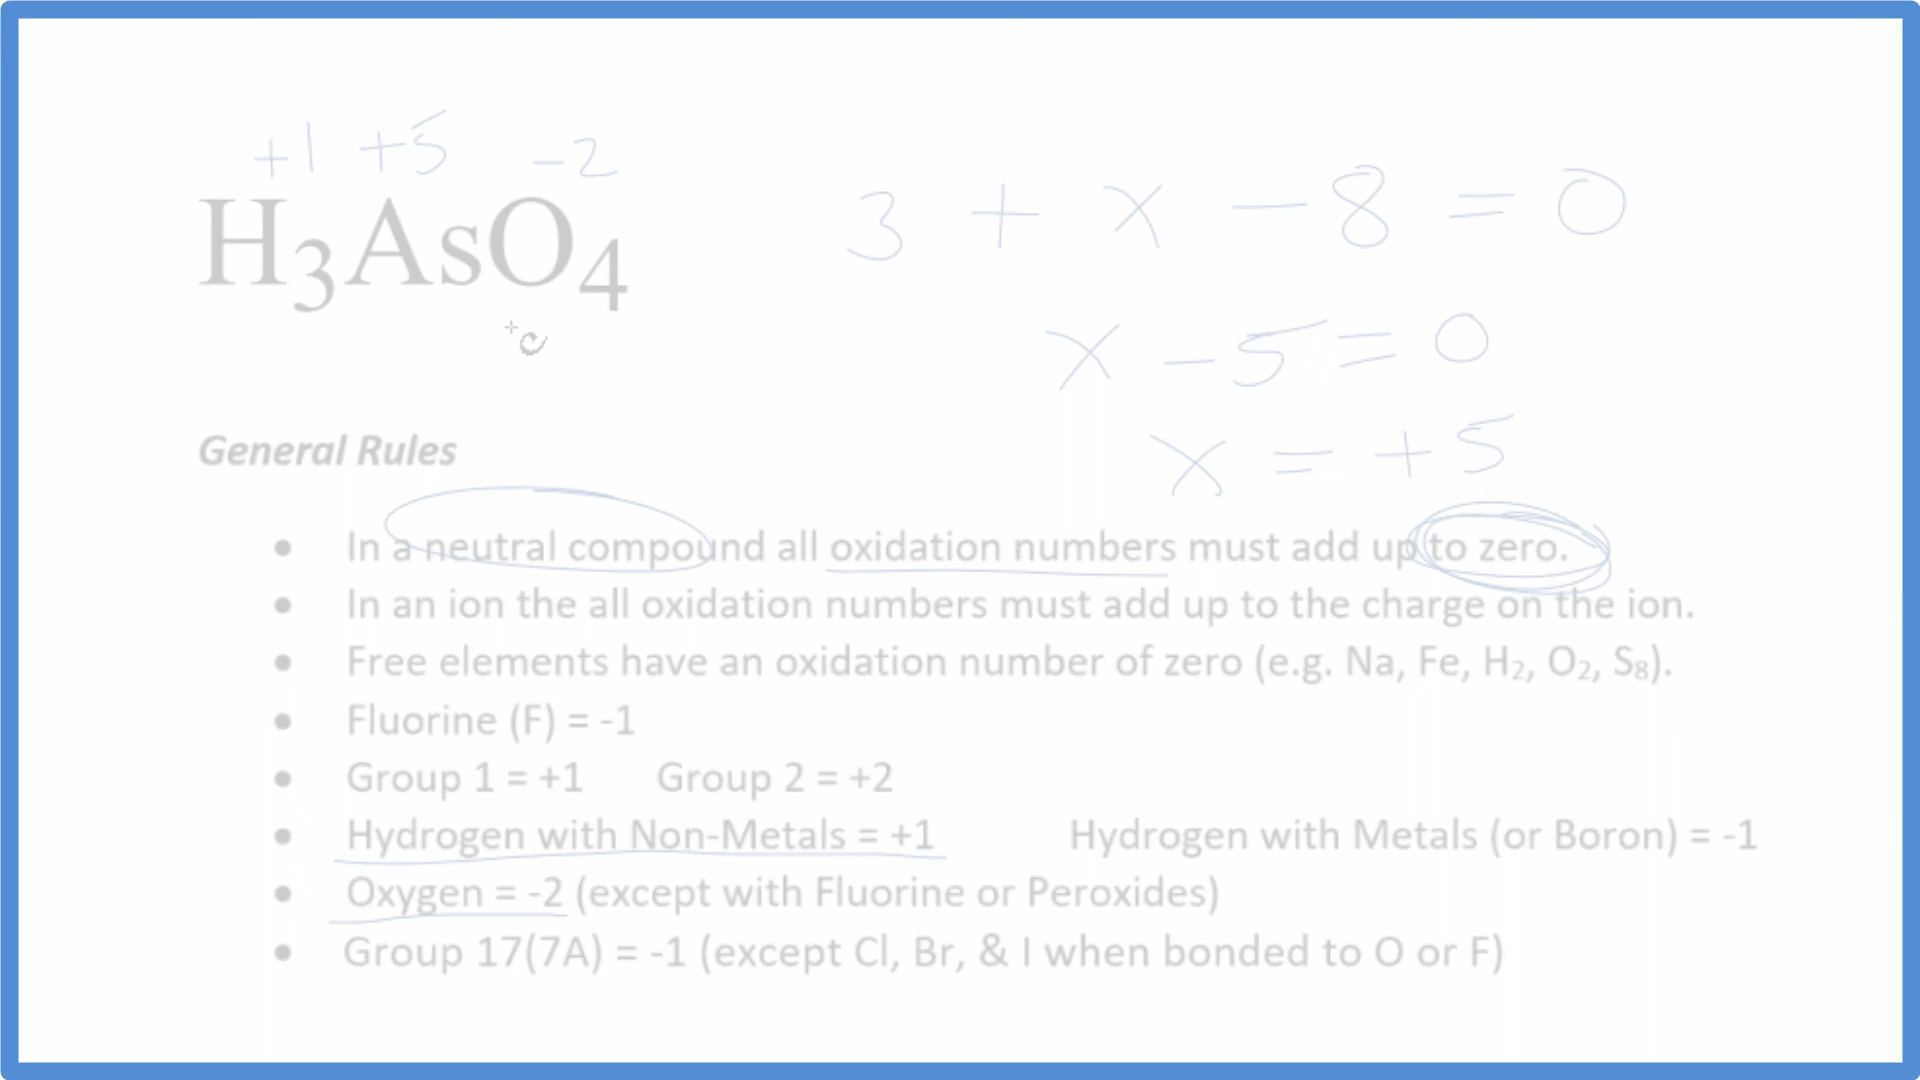 +1 +5 -2
H₃AsO₄
3 + x - 8 = 0
x - 5 = 0
x = +5
General Rules
• In a neutral compound all oxidation numbers must add up to zero.
• In an ion the all oxidation numbers must add up to the charge on the ion.
• Free elements have an oxidation number of zero (e.g. Na, Fe, H₂, O₂, S₈).
• Fluorine (F) = -1
• Group 1 = +1 Group 2 = +2
• Hydrogen with Non-Metals = +1 Hydrogen with Metals (or Boron) = -1
• Oxygen = -2 (except with Fluorine or Peroxides)
• Group 17(7A) = -1 (except Cl, Br, & I when bonded to O or F)